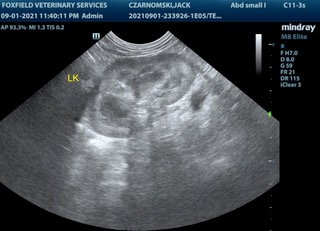 FOXFIELD VETERINARY SERVICES CZARNOMSKI,JACK Abd small I C11-3s
09-01-2021 11:40:11 PM Admin 20210901-233926-1E05/TE...
AP 93.3% MI 1.3 TIS 0.2
mindray
M8 Elite
B
F H7.0
D 8.0
G 59
FR 21
DR 115
iClear 3
m
LK